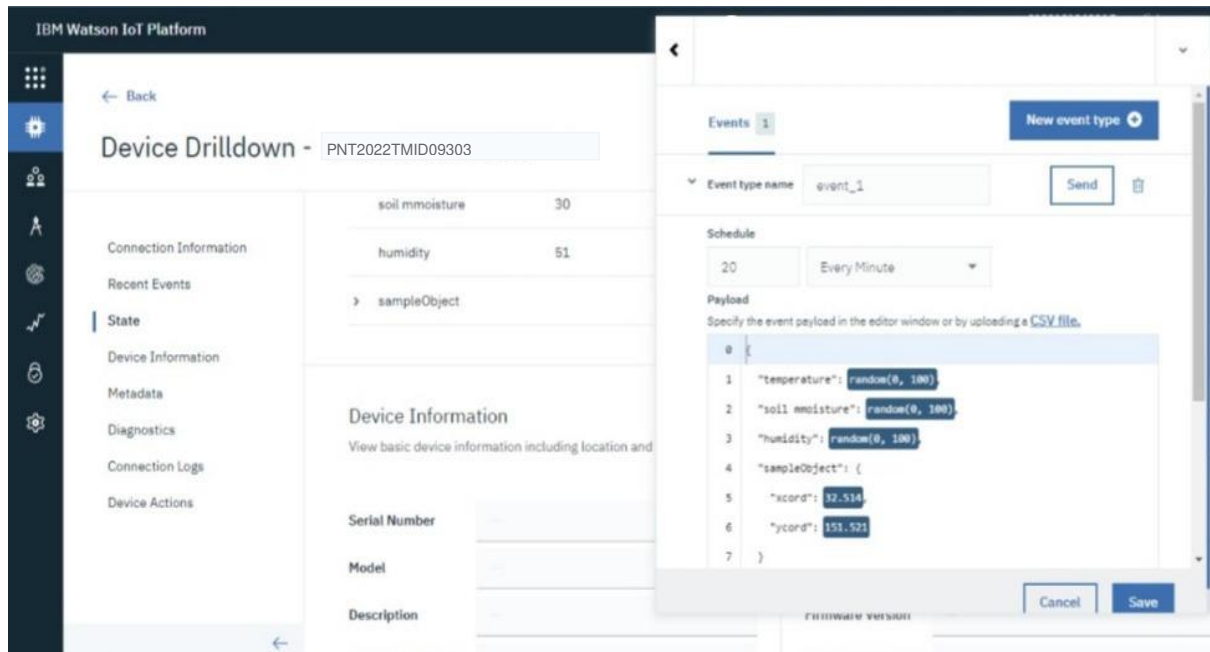 IBM Watson IoT Platform
← Back
Device Drilldown - PNT2022TMID09303
Connection Information
Recent Events
State
Device Information
Metadata
Diagnostics
Connection Logs
Device Actions
soil mmoisture 30
humidity 51
sampleObject
Device Information
View basic device information including location and
Serial Number
Model
Description
Firmware Version
Events 1
New event type
Event type name event_1 Send
Schedule
20 Every Minute
Payload
Specify the event payload in the editor window or by uploading a CSV file.
0 {
1 "temperature": random(0, 100),
2 "soil mmoisture": random(0, 100),
3 "humidity": random(0, 100),
4 "sampleObject": {
5 "xcord": 32.514,
6 "ycord": 151.521
7 }
Cancel Save